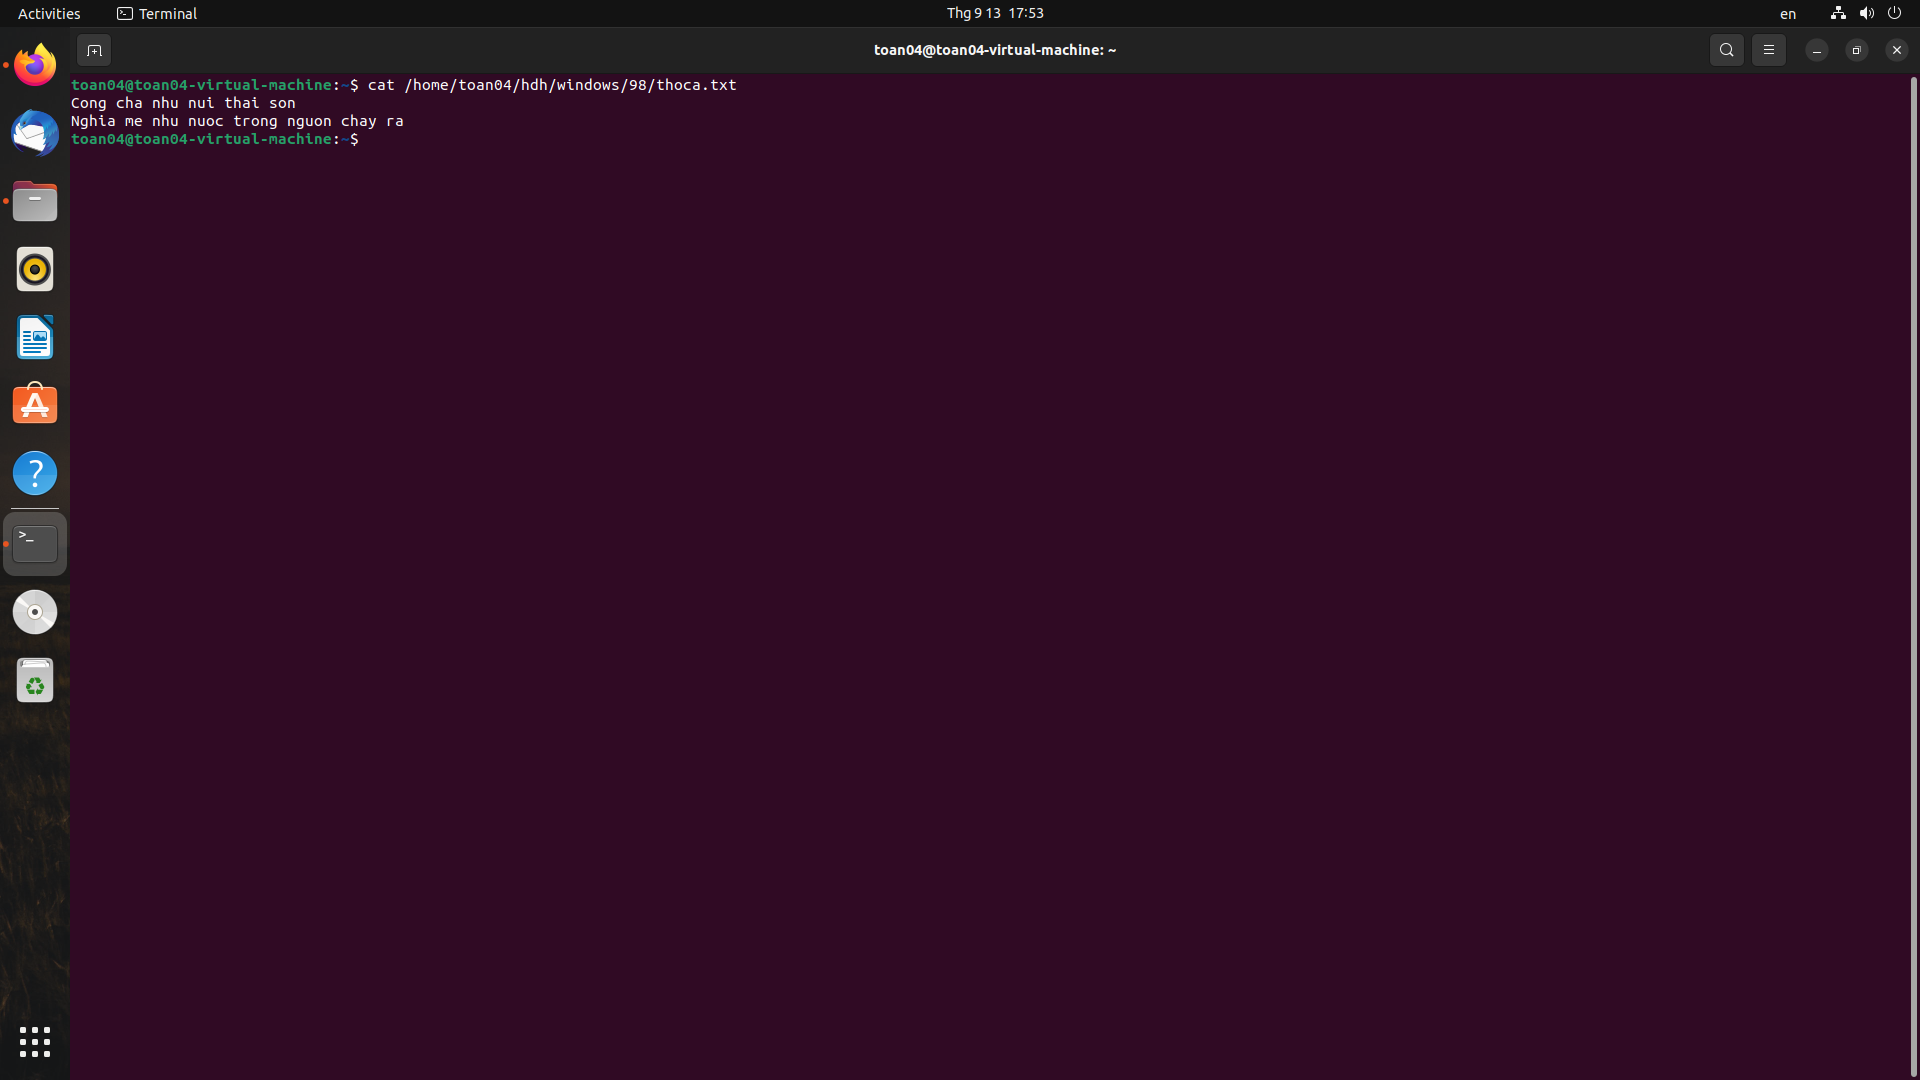 Activities Terminal Thg 9 13 17:53 en
toan04@toan04-virtual-machine: ~
toan04@toan04-virtual-machine:~$ cat /home/toan04/hdh/windows/98/thoca.txt
Cong cha nhu nui thai son
Nghia me nhu nuoc trong nguon chay ra
toan04@toan04-virtual-machine:~$